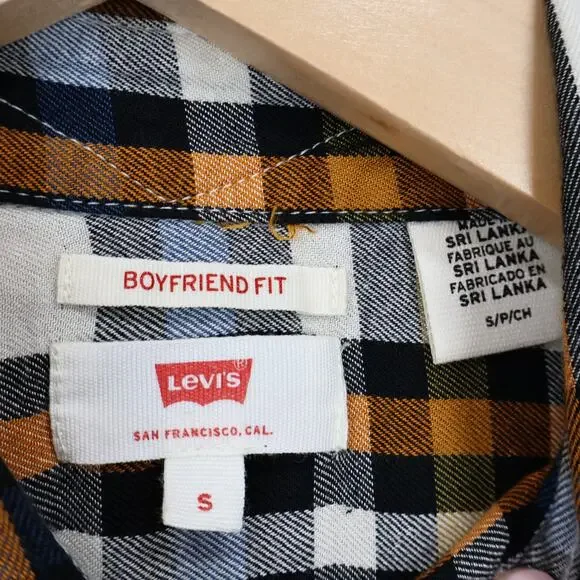 BOYFRIEND FIT
LEVI'S®
SAN FRANCISCO, CAL.
S
MADE IN
SRI LANKA
FABRIQUE AU
SRI LANKA
FABRICADO EN
SRI LANKA
S/P/CH